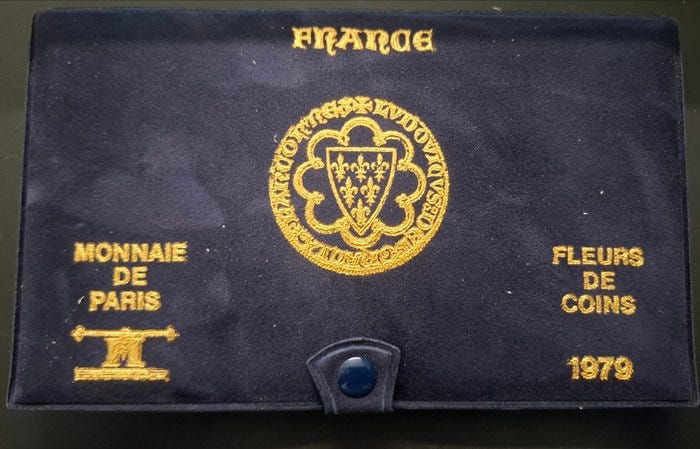 FRANCE
MONNAIE
DE
PARIS
FLEURS
DE
COINS
1979